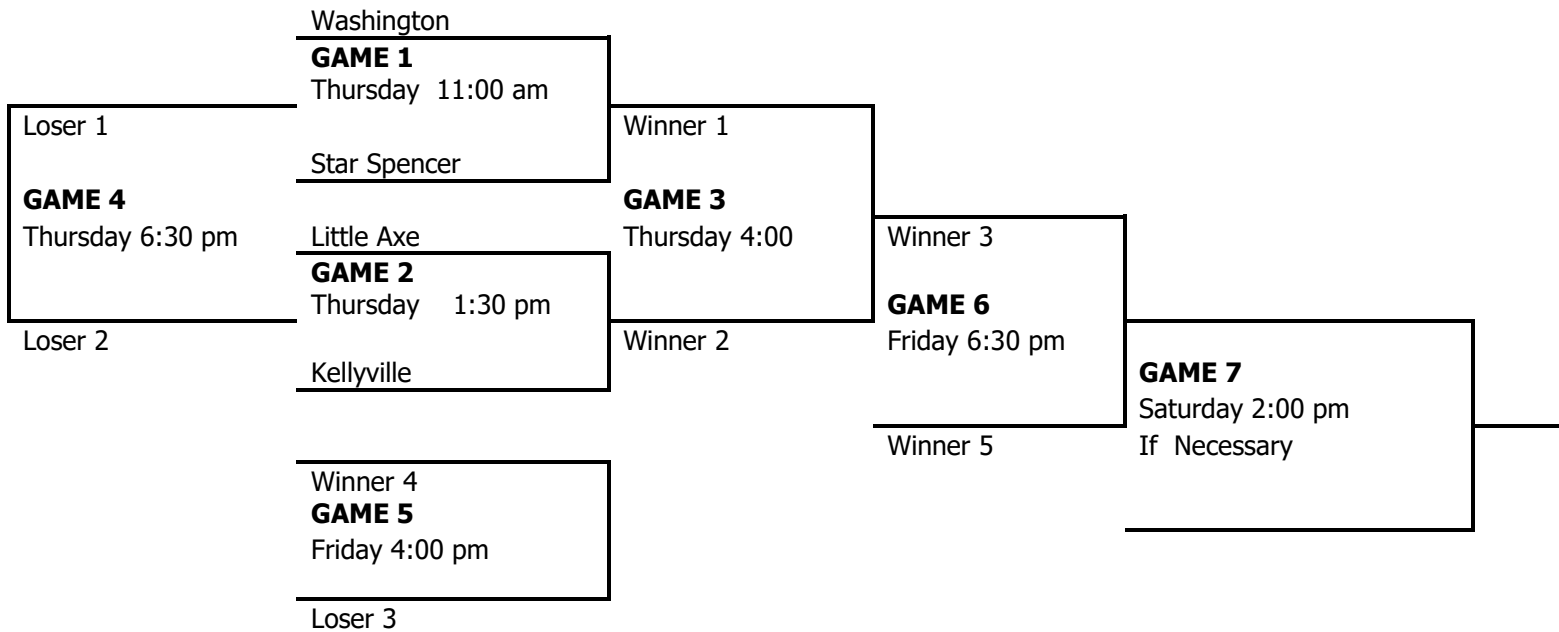 Washington
GAME 1
Thursday 11:00 am
Loser 1
Winner 1
Star Spencer
GAME 4
GAME 3
Thursday 6:30 pm
Little Axe
Thursday 4:00
Winner 3
GAME 2
Thursday 1:30 pm
GAME 6
Loser 2
Winner 2
Friday 6:30 pm
Kellyville
GAME 7
Saturday 2:00 pm
Winner 5
If Necessary
Winner 4
GAME 5
Friday 4:00 pm
Loser 3